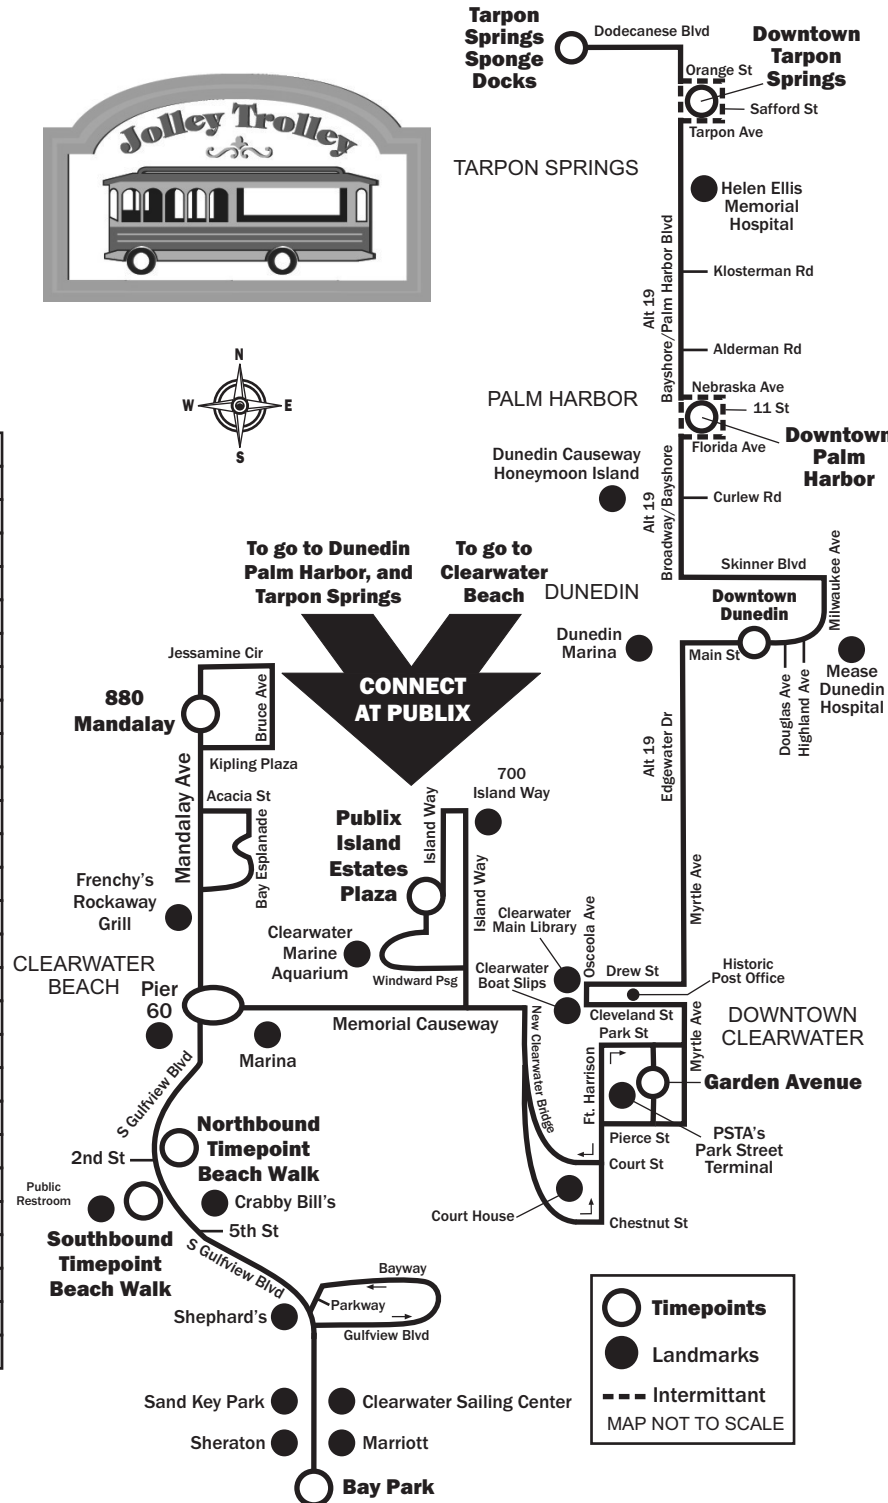 Tarpon
Springs
Sponge
Docks
Dodecanese Blvd
Downtown
Tarpon
Springs
Orange St
Safford St
Tarpon Ave
Jolley Trolley
TARPON SPRINGS
Helen Ellis
Memorial
Hospital
Alt 19
Bayshore/Palm Harbor Blvd
Klosterman Rd
Alderman Rd
N
W
E
S
PALM HARBOR
Nebraska Ave
11 St
Florida Ave
Downtown
Palm
Harbor
Dunedin Causeway
Honeymoon Island
Alt 19
Broadway/Bayshore
Curlew Rd
To go to Dunedin
Palm Harbor, and
Tarpon Springs
To go to
Clearwater
Beach
CONNECT
AT PUBLIX
DUNEDIN
Skinner Blvd
Milwaukee Ave
Downtown
Dunedin
Dunedin
Marina
Main St
Douglas Ave
Highland Ave
Mease
Dunedin
Hospital
Alt 19
Edgewater Dr
Jessamine Cir
Bruce Ave
880
Mandalay
Kipling Plaza
Mandalay Ave
Acacia St
Bay Esplanade
Frenchy's
Rockaway
Grill
700
Island Way
Publix
Island
Estates
Plaza
Island Way
Island Way
Clearwater
Marine
Aquarium
Windward Psg
Myrtle Ave
Clearwater
Main Library
Osceola Ave
Clearwater
Boat Slips
Drew St
Historic
Post Office
Cleveland St
CLEARWATER
BEACH
Pier
60
Marina
Memorial Causeway
New Clearwater Bridge
Park St
Myrtle Ave
DOWNTOWN
CLEARWATER
Ft. Harrison
Garden Avenue
Pierce St
PSTA's
Park Street
Terminal
Court St
Court House
Chestnut St
S Gulfview Blvd
Northbound
Timepoint
Beach Walk
2nd St
Public
Restroom
Crabby Bill's
5th St
Southbound
Timepoint
Beach Walk
S Gulfview Blvd
Bayway
Parkway
Gulfview Blvd
Shephard's
Sand Key Park
Clearwater Sailing Center
Sheraton
Marriott
Bay Park
Timepoints
Landmarks
Intermittant
MAP NOT TO SCALE